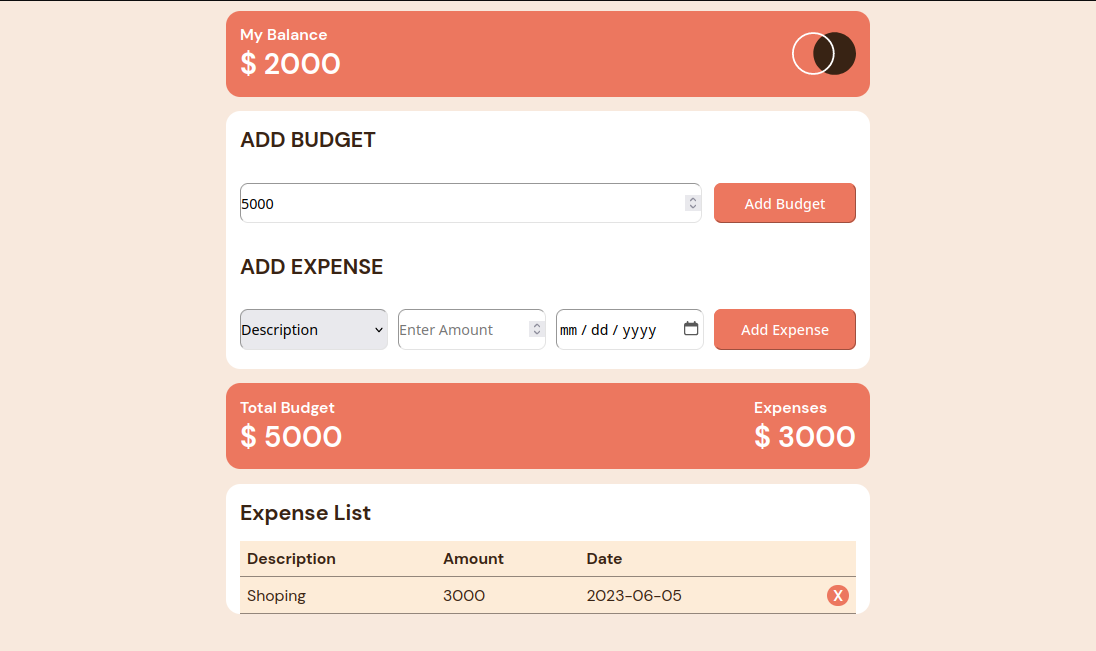 My Balance
$ 2000
ADD BUDGET
5000
Add Budget
ADD EXPENSE
Description
Enter Amount
mm / dd / yyyy
Add Expense
Total Budget
Expenses
$ 5000
$ 3000
Expense List
Description Amount Date
Shoping 3000 2023-06-05 X